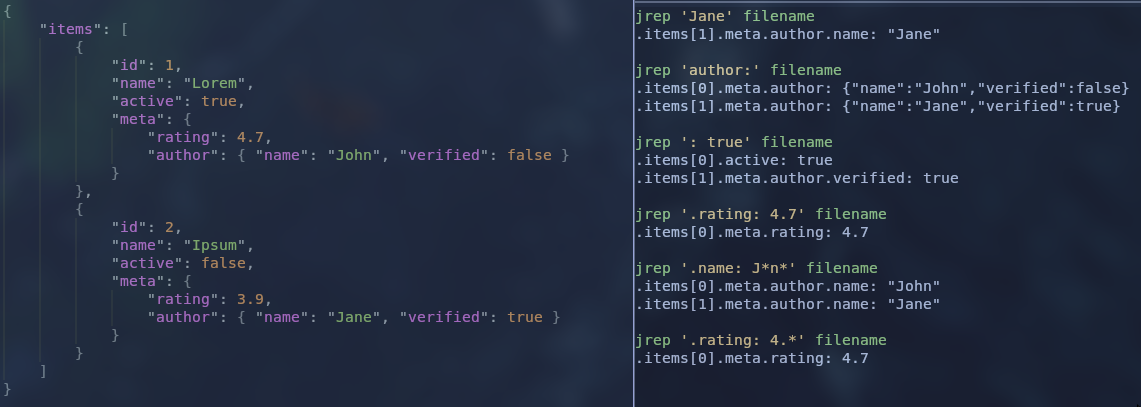 {
    "items": [
        {
            "id": 1,
            "name": "Lorem",
            "active": true,
            "meta": {
                "rating": 4.7,
                "author": { "name": "John", "verified": false }
            }
        },
        {
            "id": 2,
            "name": "Ipsum",
            "active": false,
            "meta": {
                "rating": 3.9,
                "author": { "name": "Jane", "verified": true }
            }
        }
    ]
}
jrep 'Jane' filename
.items[1].meta.author.name: "Jane"

jrep 'author:' filename
.items[0].meta.author: {"name":"John","verified":false}
.items[1].meta.author: {"name":"Jane","verified":true}

jrep ': true' filename
.items[0].active: true
.items[1].meta.author.verified: true

jrep '.rating: 4.7' filename
.items[0].meta.rating: 4.7

jrep '.name: J*n*' filename
.items[0].meta.author.name: "John"
.items[1].meta.author.name: "Jane"

jrep '.rating: 4.*' filename
.items[0].meta.rating: 4.7